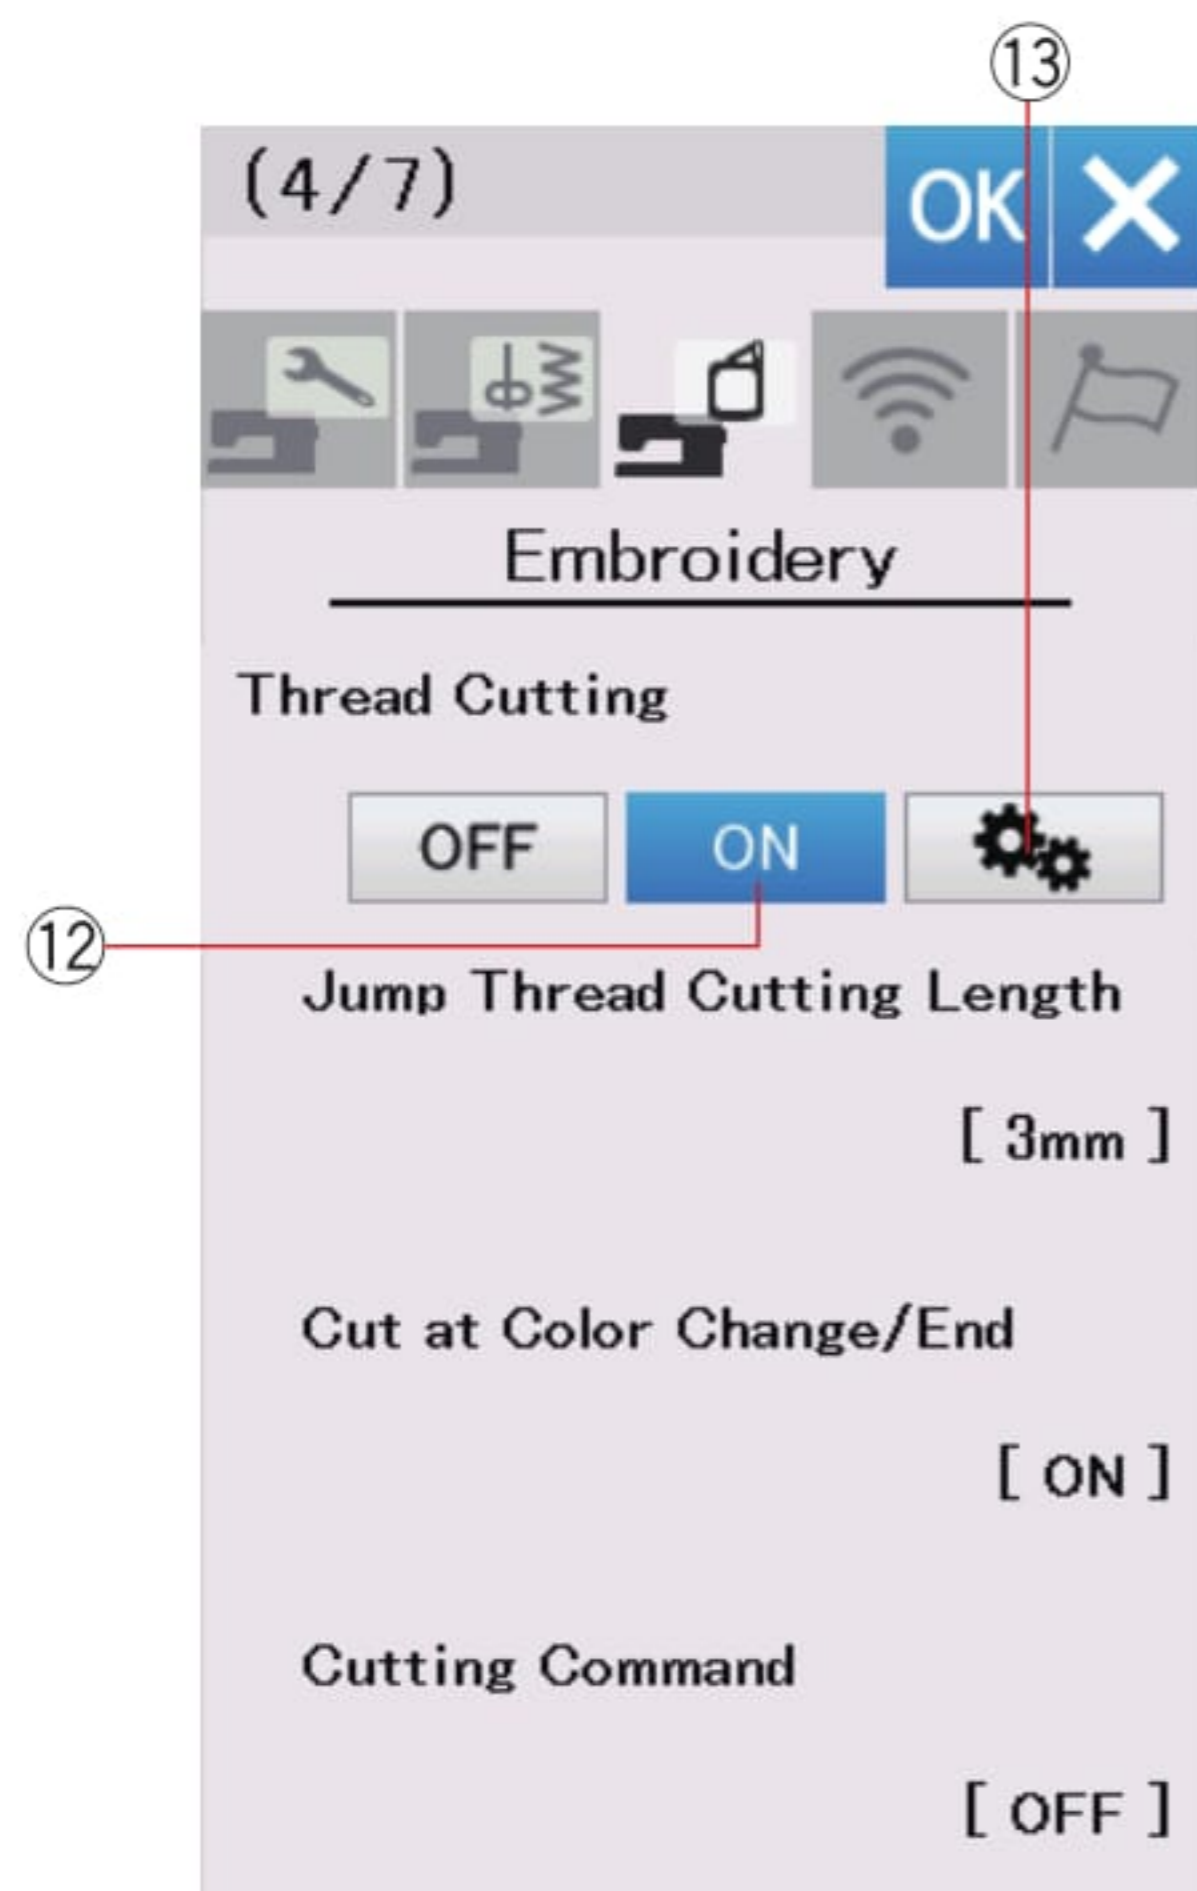 ⑬
(4/7) OK
Embroidery
Thread Cutting
OFF ON
⑫
Jump Thread Cutting Length
[ 3mm ]
Cut at Color Change/End
[ ON ]
Cutting Command
[ OFF ]